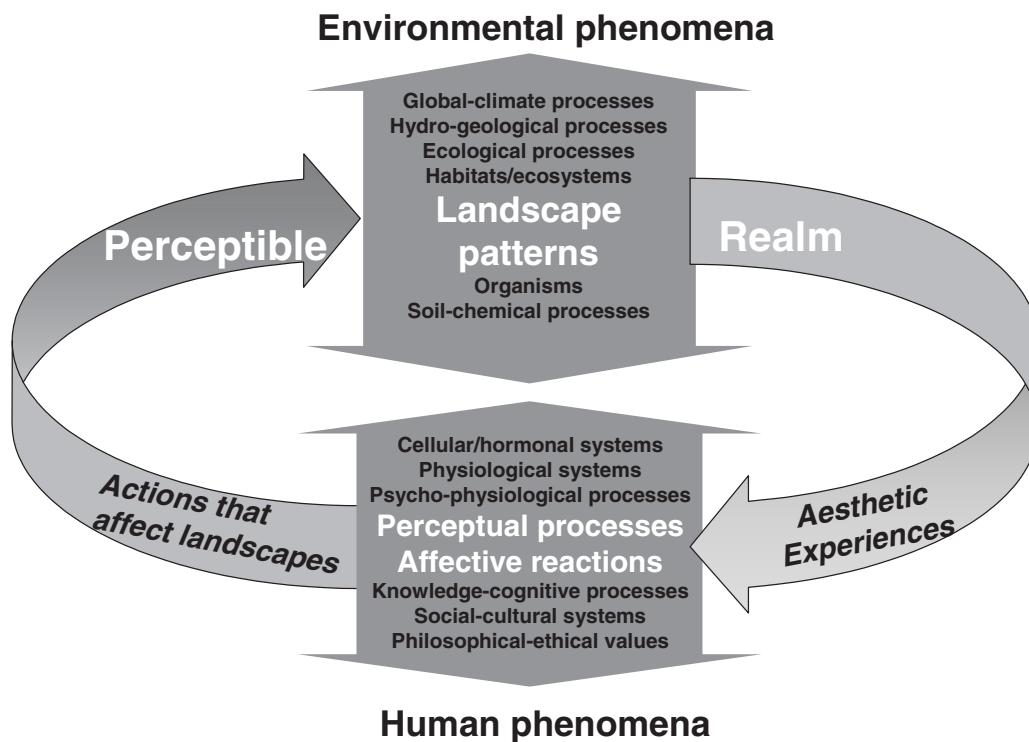 Environmental phenomena
Global-climate processes
Hydro-geological processes
Ecological processes
Habitats/ecosystems
Landscape
patterns
Organisms
Soil-chemical processes
Perceptible
Realm
Cellular/hormonal systems
Physiological systems
Psycho-physiological processes
Perceptual processes
Affective reactions
Knowledge-cognitive processes
Social-cultural systems
Philosophical-ethical values
Actions that
affect landscapes
Aesthetic
Experiences
Human phenomena